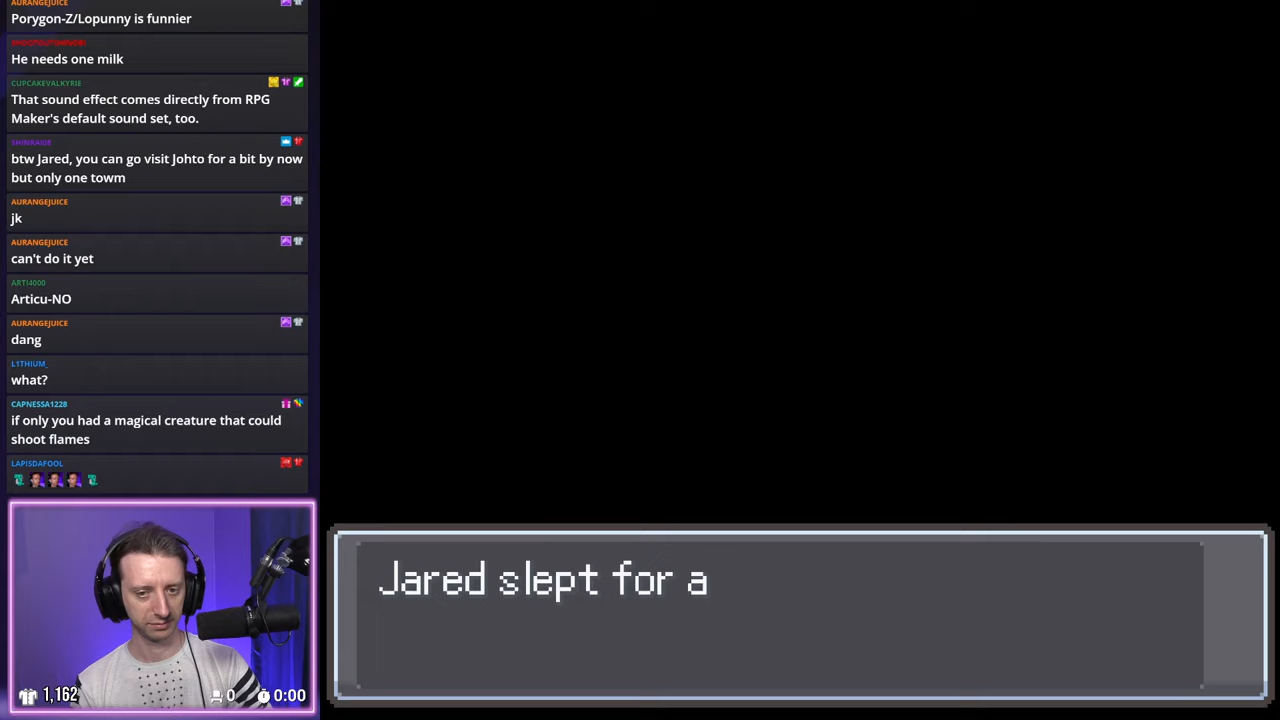 AURANGEJUICE
Porygon-Z/Lopunny is funnier
He needs one milk
CUPCAKEVALKYRIE
That sound effect comes directly from RPG
Maker's default sound set, too.
SHINRAI08
btw Jared, you can go visit Johto for a bit by now
but only one towm
AURANGEJUICE
jk
AURANGEJUICE
can't do it yet
ARTI4000
Articu-NO
AURANGEJUICE
dang
L1THIUM_
what?
CAPNESSA1228
if only you had a magical creature that could
shoot flames
LAPISDAFOOL
1,162
0
0:00
Jared slept for a